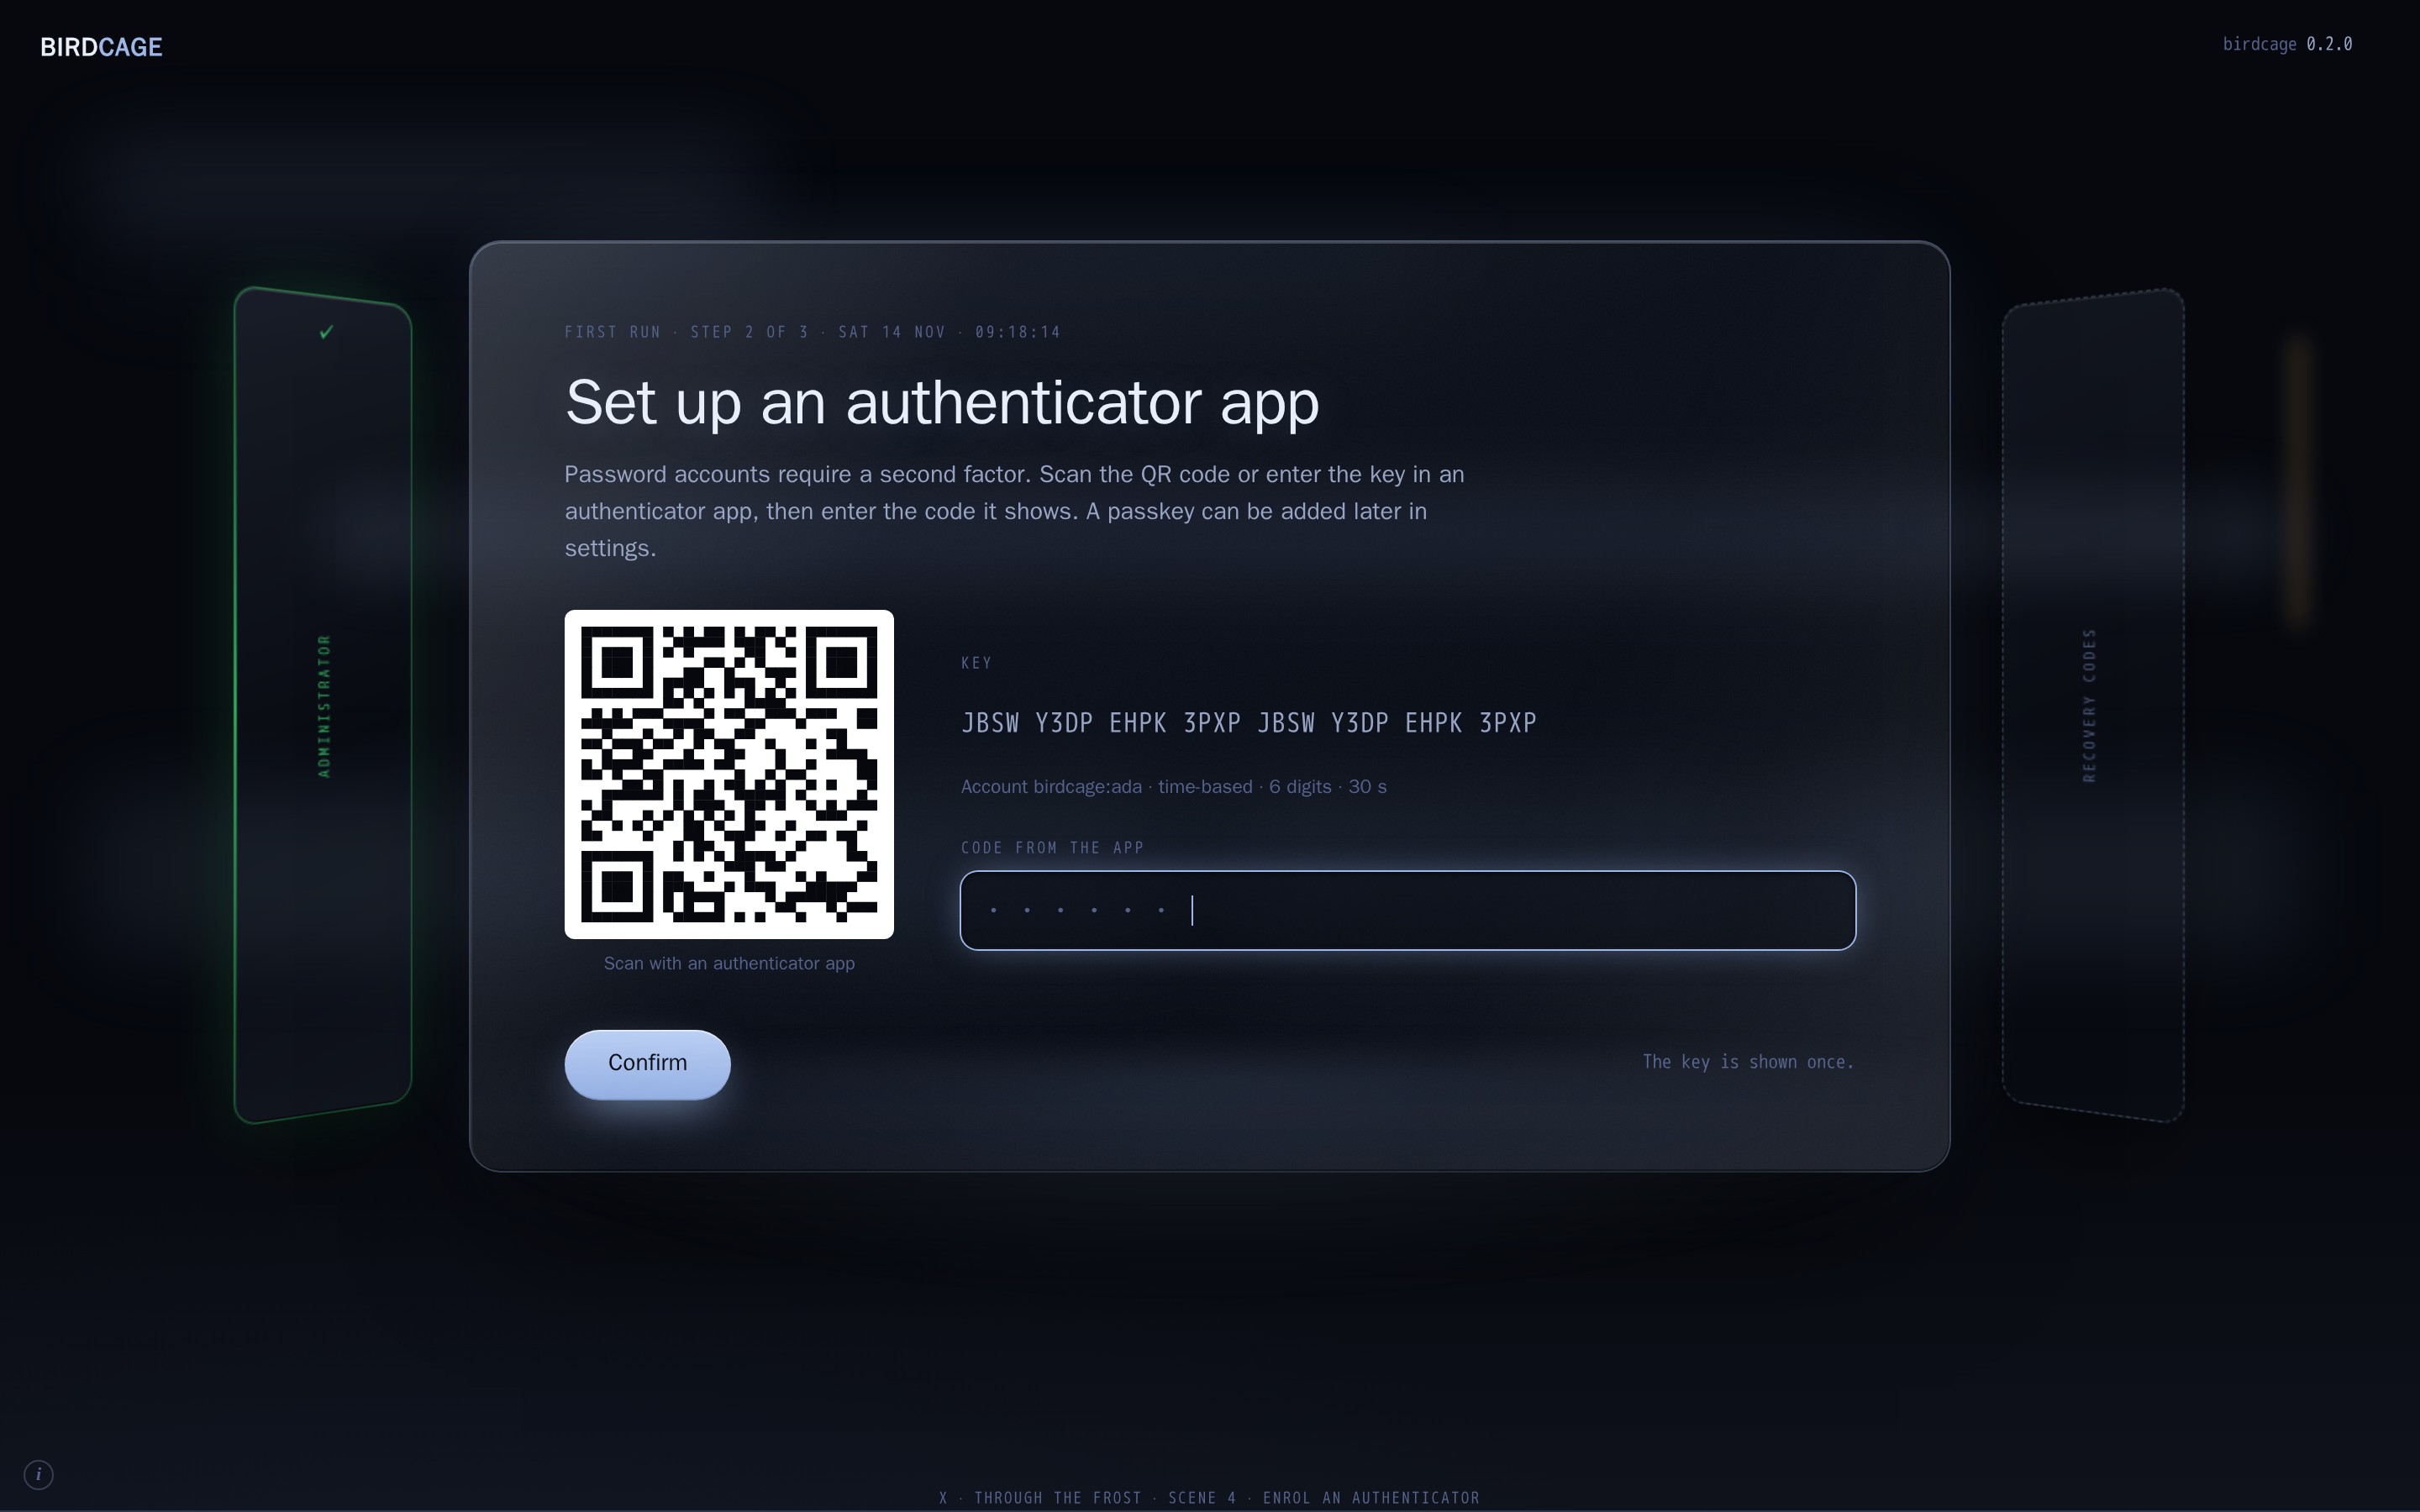 BIRDCAGE
birdcage 0.2.0
✓
ADMINISTRATOR
FIRST RUN · STEP 2 OF 3 · SAT 14 NOV · 09:18:14
Set up an authenticator app
Password accounts require a second factor. Scan the QR code or enter the key in an
authenticator app, then enter the code it shows. A passkey can be added later in
settings.
KEY
JBSW Y3DP EHPK 3PXP JBSW Y3DP EHPK 3PXP
Account birdcage:ada · time-based · 6 digits · 30 s
CODE FROM THE APP
· · · · · ·
Scan with an authenticator app
Confirm
The key is shown once.
RECOVERY CODES
i
X · THROUGH THE FROST · SCENE 4 · ENROL AN AUTHENTICATOR